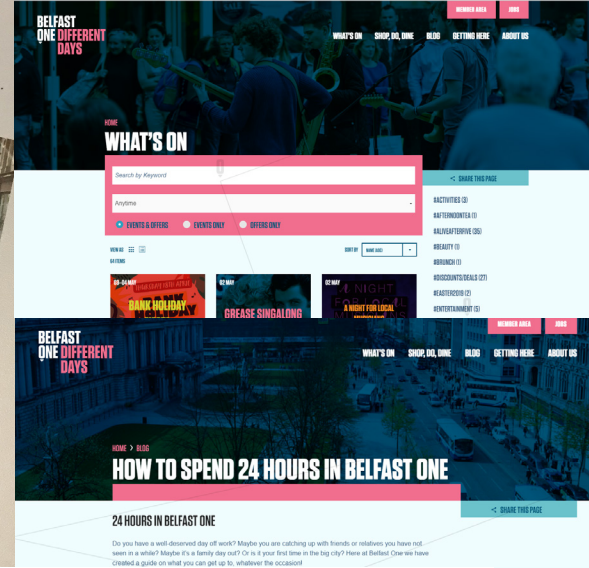 MEMBER AREA
JOBS
BELFAST
ONE DIFFERENT
DAYS
WHAT'S ON
SHOP, DO, DINE
BLOG
GETTING HERE
ABOUT US
HOME
WHAT'S ON
Search by Keyword
Anytime
EVENTS & OFFERS
EVENTS ONLY
OFFERS ONLY
VIEW AS
SORT BY
NAME (ASC)
94 ITEMS
< SHARE THIS PAGE
#ACTIVITIES (3)
#AFTERNOONTEA (1)
#ALIVEAFTERFIVE (35)
#BEAUTY (1)
#BRUNCH (1)
#DISCOUNTS/DEALS (27)
#EASTER2019 (2)
#ENTERTAINMENT (5)
BANK HOLIDAY
02 MAY
GREASE SINGALONG
02 MAY
A NIGHT
A NIGHT FOR LOCAL
MEMBER AREA
JOBS
BELFAST
ONE DIFFERENT
DAYS
WHAT'S ON
SHOP, DO, DINE
BLOG
GETTING HERE
ABOUT US
HOME > BLOG
HOW TO SPEND 24 HOURS IN BELFAST ONE
< SHARE THIS PAGE
24 HOURS IN BELFAST ONE
Do you have a well-deserved day off work? Maybe you are catching up with friends or relatives you have not
seen in a while? Maybe it's a family day out? Or is it your first time in the big city? Here at Belfast One we have
created a guide on what you can get up to, whatever the occasion!